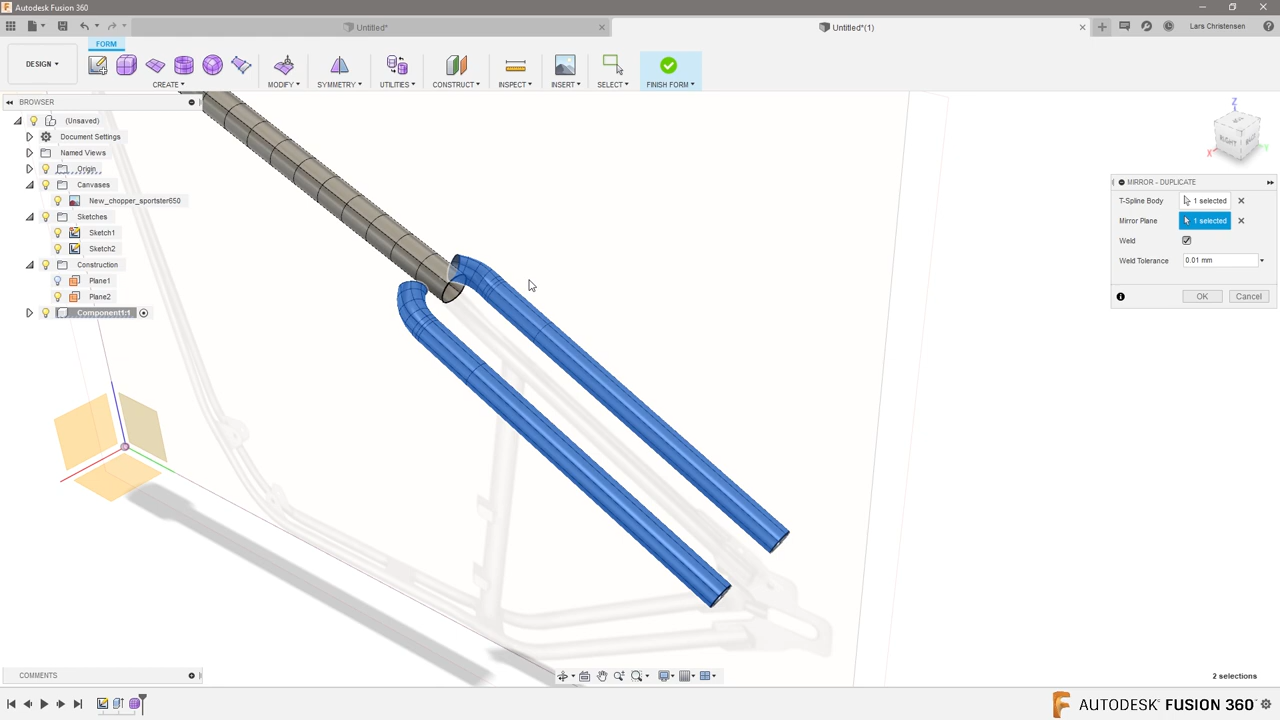 Autodesk Fusion 360
Untitled*
Untitled*(1)
Lars Christensen
FORM
DESIGN
CREATE
MODIFY
SYMMETRY
UTILITIES
CONSTRUCT
INSPECT
INSERT
SELECT
FINISH FORM
BROWSER
(Unsaved)
Document Settings
Named Views
Origin
Canvases
New_chopper_sportster650
Sketches
Sketch1
Sketch2
Construction
Plane1
Plane2
Component1:1
Z
X
Y
RIGHT
MIRROR - DUPLICATE
T-Spline Body 1 selected
Mirror Plane 1 selected
Weld
Weld Tolerance 0.01 mm
OK Cancel
COMMENTS
2 selections
AUTODESK® FUSION 360™